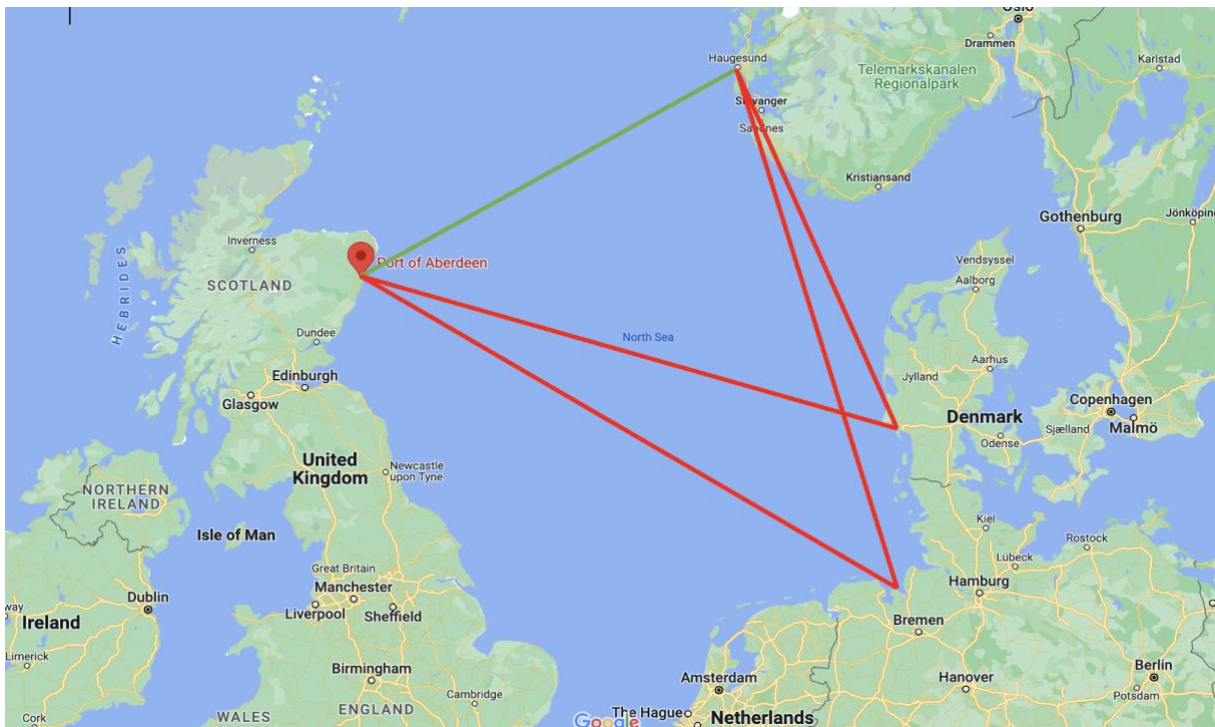 Oslo
Drammen
Haugesund
Telemarkskanalen
Regionalpark
Karlstad
Stavanger
Sandnes
Kristiansand
Gothenburg
Jönköping
Inverness
Port of Aberdeen
HEBRIDES
SCOTLAND
Vendsyssel
Aalborg
Dundee
North Sea
Aarhus
Jylland
Edinburgh
Glasgow
Copenhagen
Denmark
Sjælland
Malmö
Odense
United
Kingdom
Newcastle
upon Tyne
NORTHERN
IRELAND
Isle of Man
Kiel
Rostock
Lübeck
Great Britain
Manchester
Hamburg
Dublin
Liverpool
Sheffield
way
Ireland
Bremen
Limerick
Birmingham
Amsterdam
Hanover
Berlin
Potsdam
Cambridge
Cork
WALES
ENGLAND
Google
The Hague
Netherlands